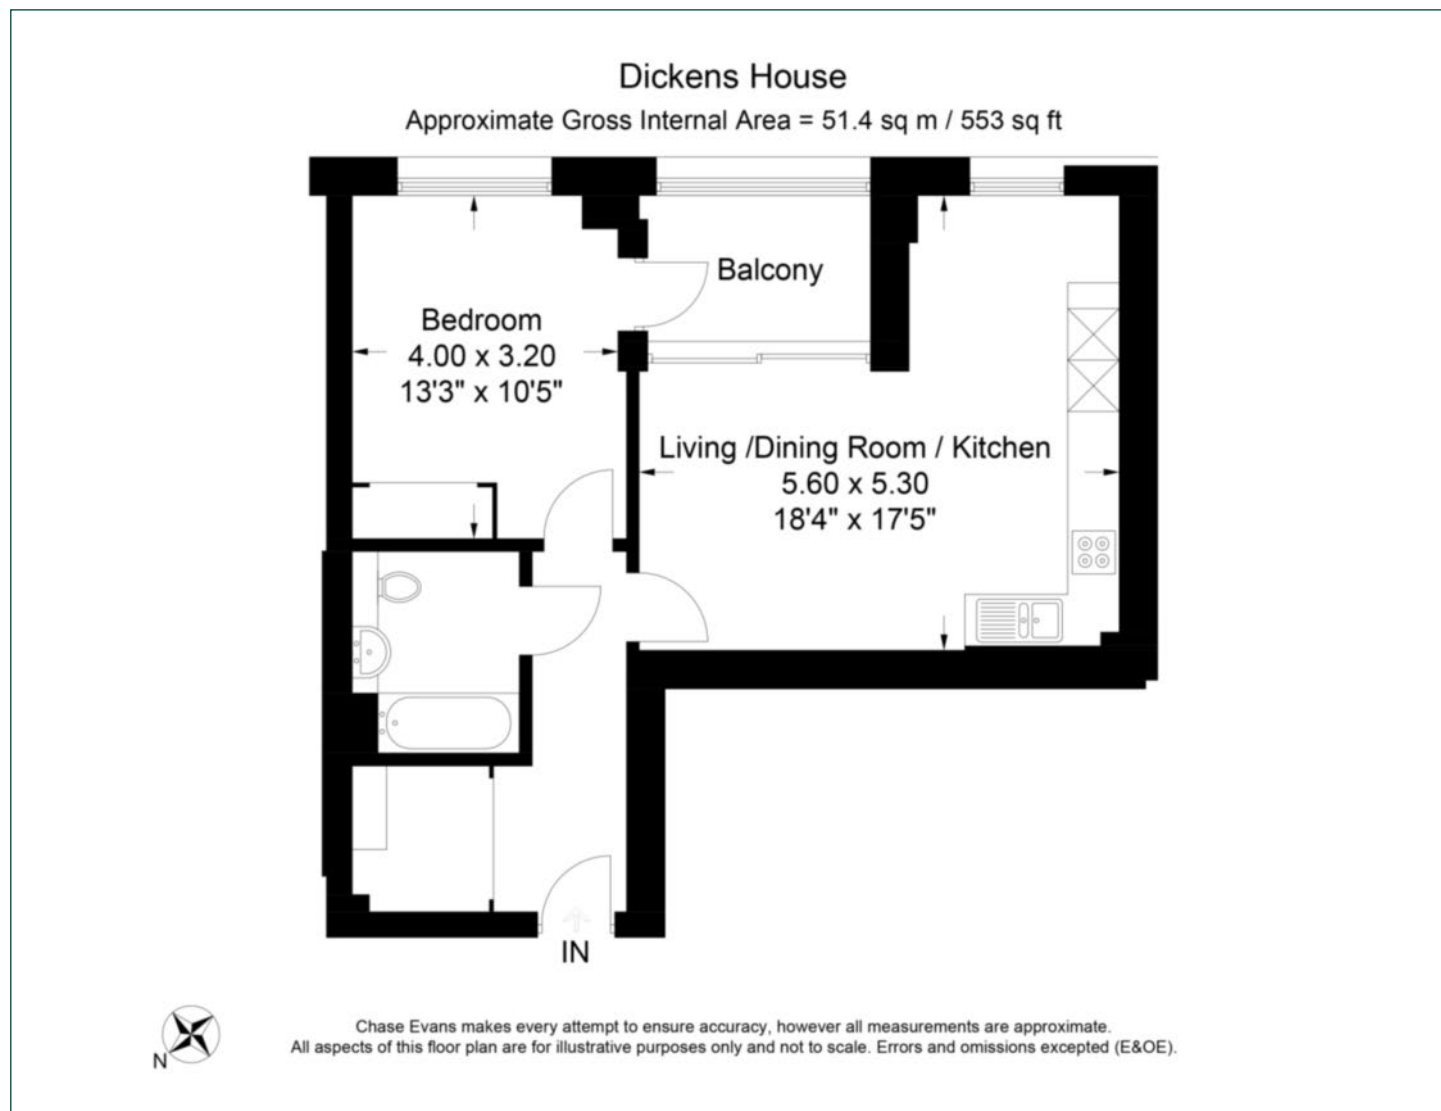 Dickens House
Approximate Gross Internal Area = 51.4 sq m / 553 sq ft
Balcony
Bedroom
4.00 x 3.20
13'3" x 10'5"
Living /Dining Room / Kitchen
5.60 x 5.30
18'4" x 17'5"
IN
N
Chase Evans makes every attempt to ensure accuracy, however all measurements are approximate.
All aspects of this floor plan are for illustrative purposes only and not to scale. Errors and omissions excepted (E&OE).